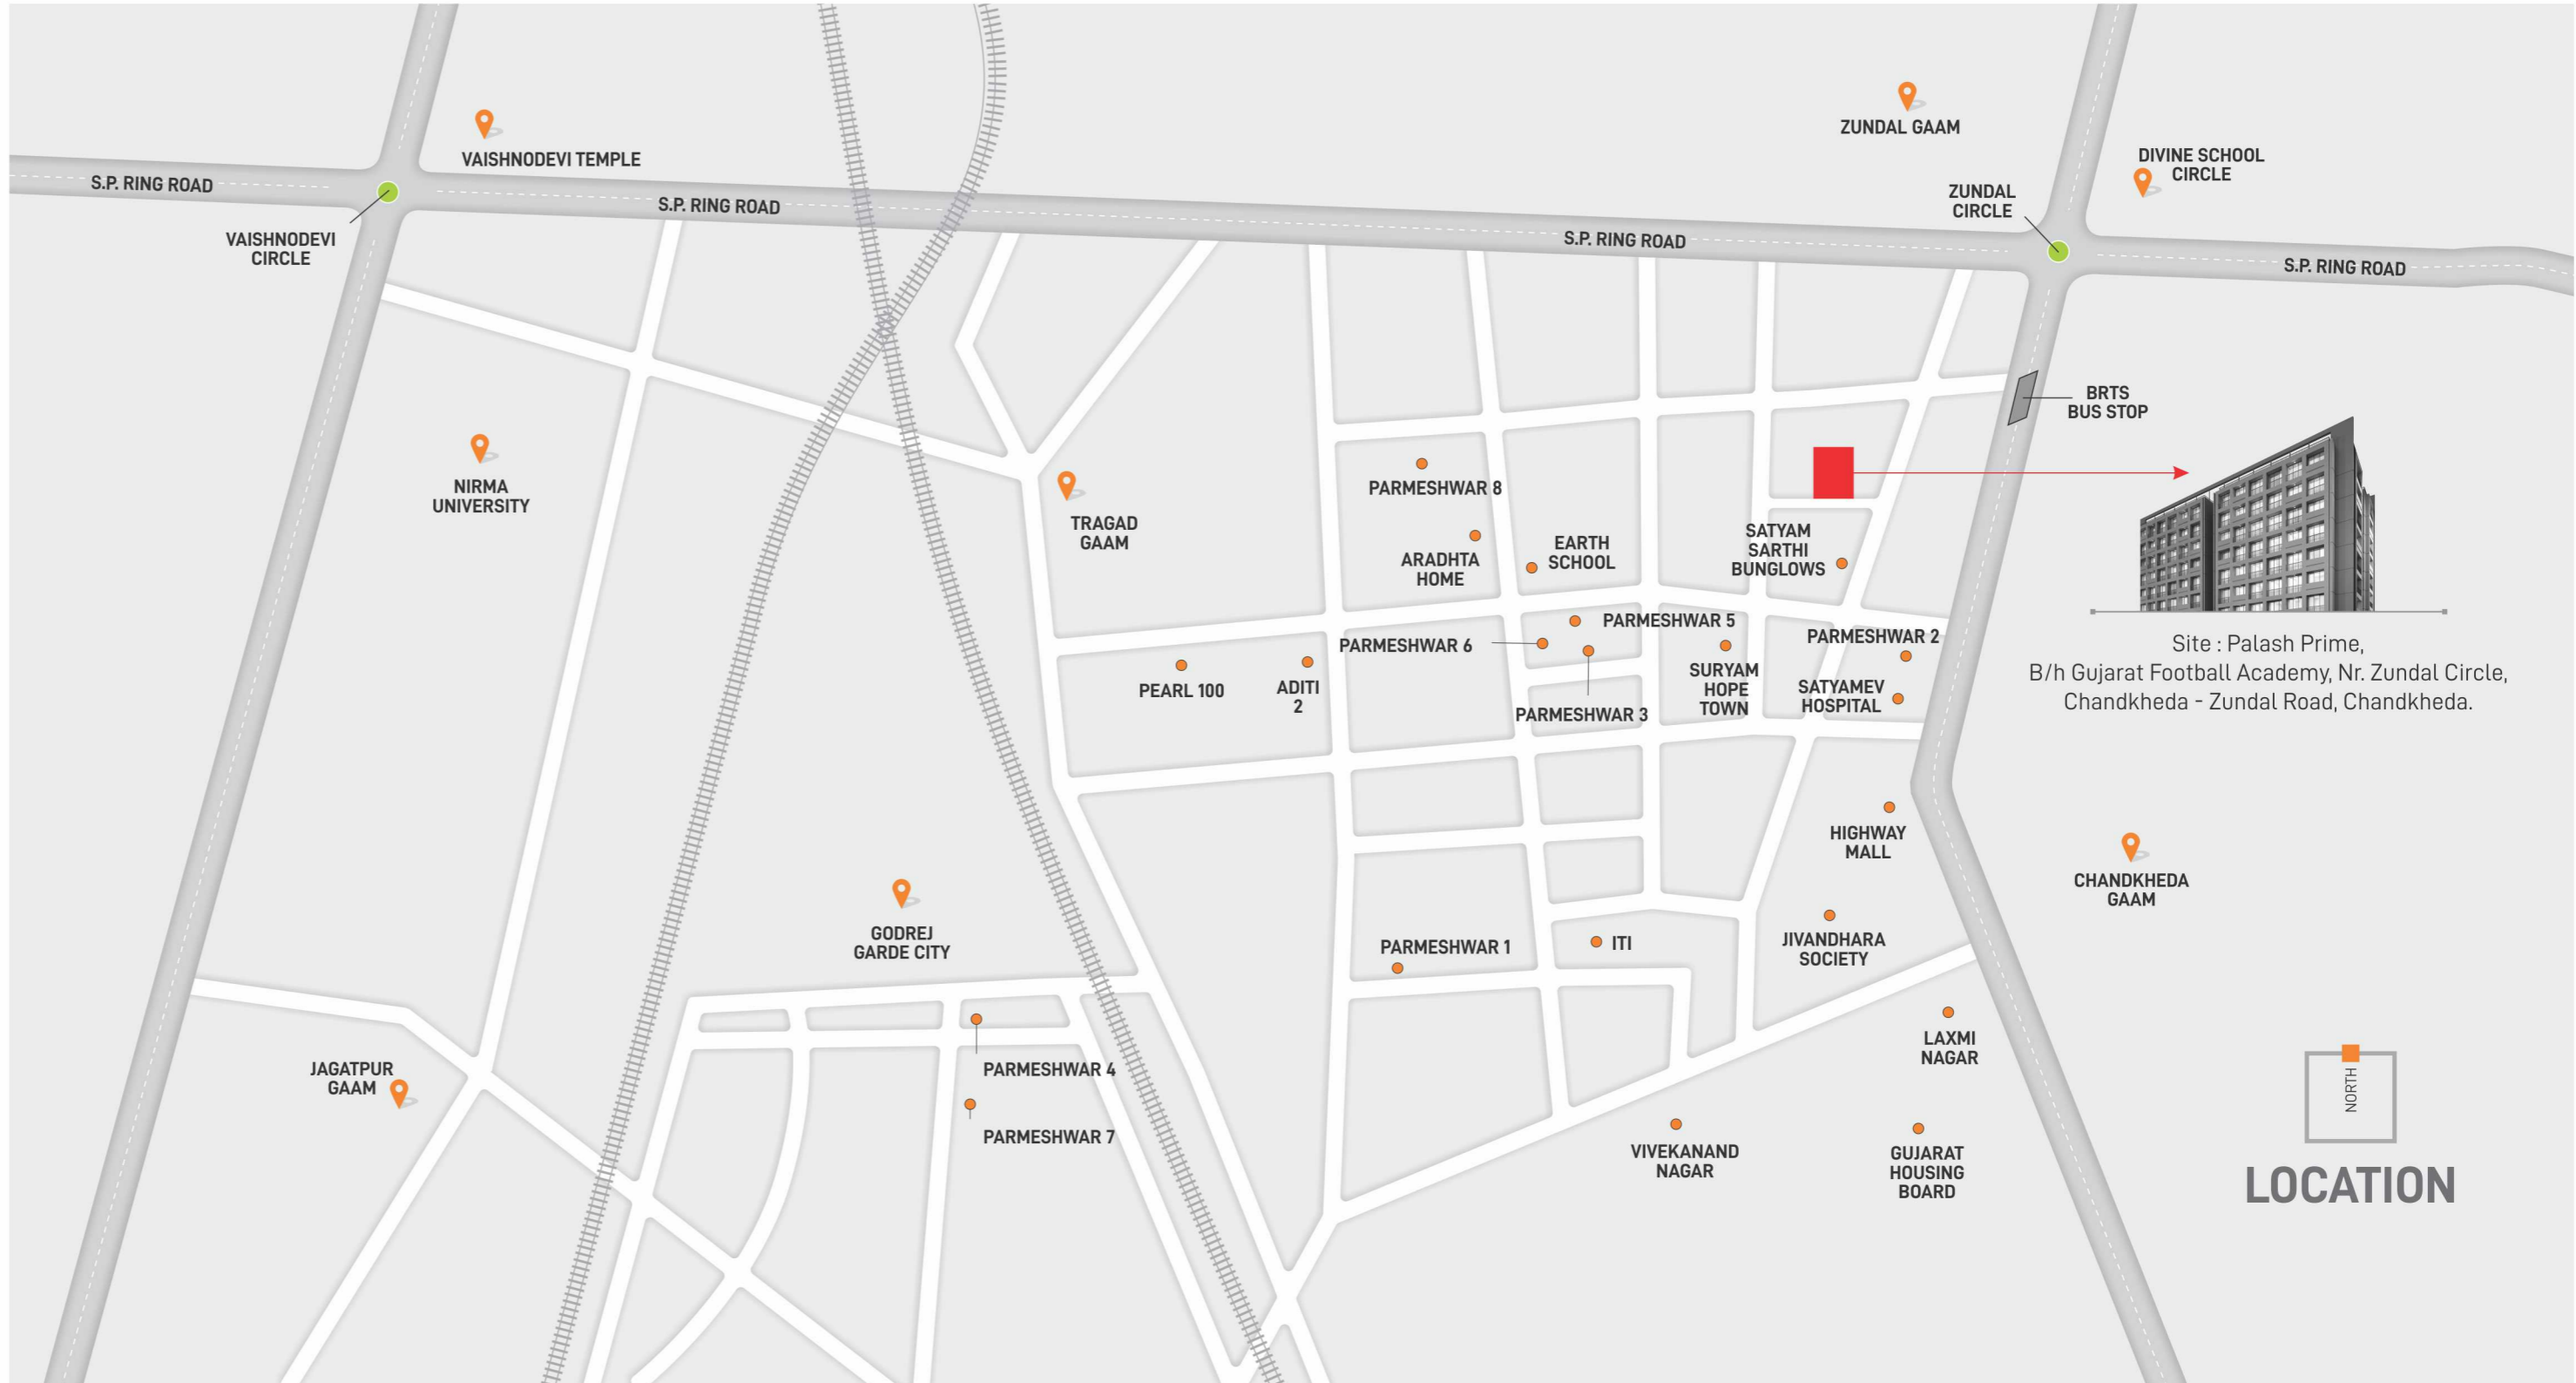 ZUNDAL GAAM
DIVINE SCHOOL
CIRCLE
VAISHNODEVI TEMPLE
S.P. RING ROAD
S.P. RING ROAD
ZUNDAL
CIRCLE
VAISHNODEVI
CIRCLE
S.P. RING ROAD
S.P. RING ROAD
BRTS
BUS STOP
NIRMA
UNIVERSITY
PARMESHWAR 8
TRAGAD
GAAM
ARADHTA
HOME
EARTH
SCHOOL
SATYAM
SARTHI
BUNGLOWS
PARMESHWAR 5
PARMESHWAR 6
PARMESHWAR 2
PEARL 100
ADITI
2
SURYAM
HOPE
TOWN
SATYAMEV
HOSPITAL
PARMESHWAR 3
Site : Palash Prime,
B/h Gujarat Football Academy, Nr. Zundal Circle,
Chandkheda - Zundal Road, Chandkheda.
HIGHWAY
MALL
CHANDKHEDA
GAAM
GODREJ
GARDE CITY
PARMESHWAR 1
ITI
JIVANDHARA
SOCIETY
LAXMI
NAGAR
JAGATPUR
GAAM
PARMESHWAR 4
PARMESHWAR 7
VIVEKANAND
NAGAR
GUJARAT
HOUSING
BOARD
NORTH
LOCATION